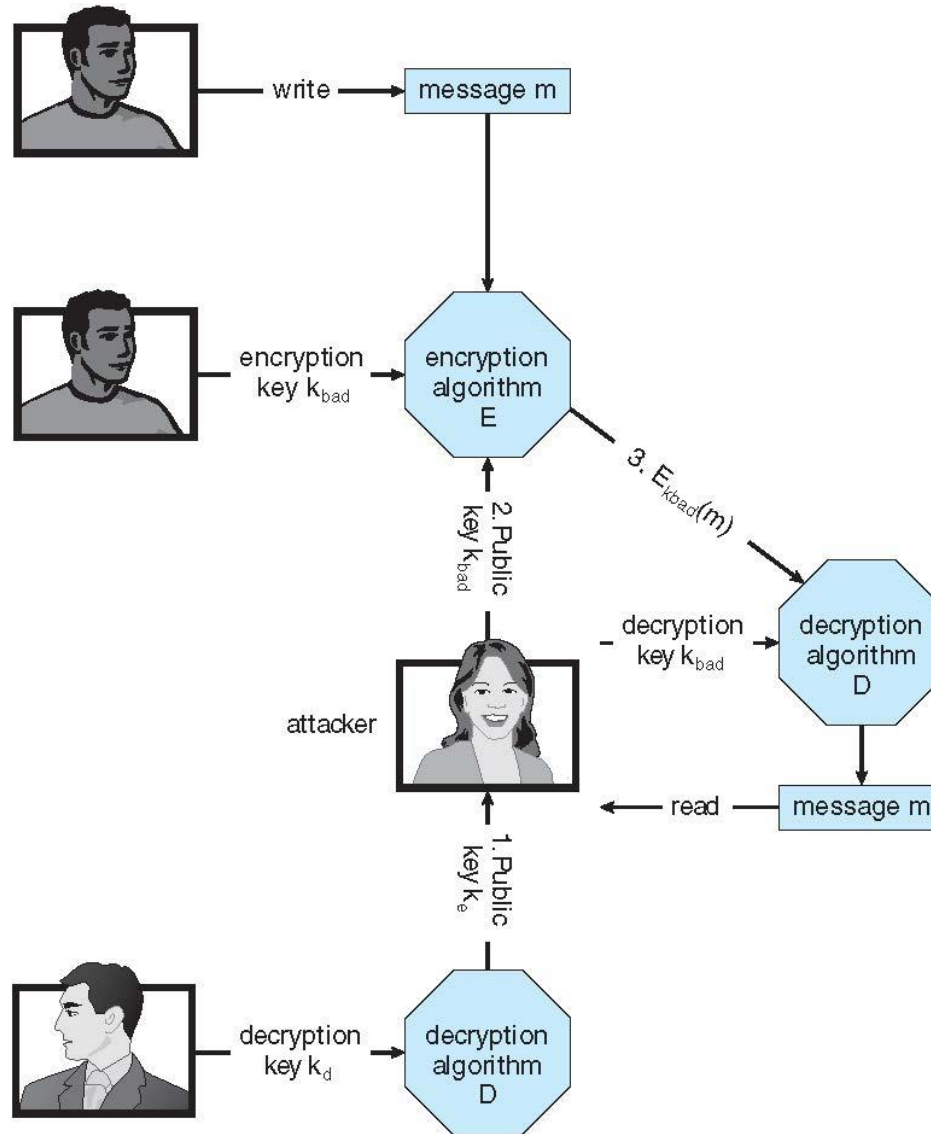 write
message m
encryption
key k_bad
encryption
algorithm
E
3. E_kbad(m)
2. Public
key k_bad
decryption
key k_bad
decryption
algorithm
D
attacker
read
message m
1. Public
key k_e
decryption
key k_d
decryption
algorithm
D